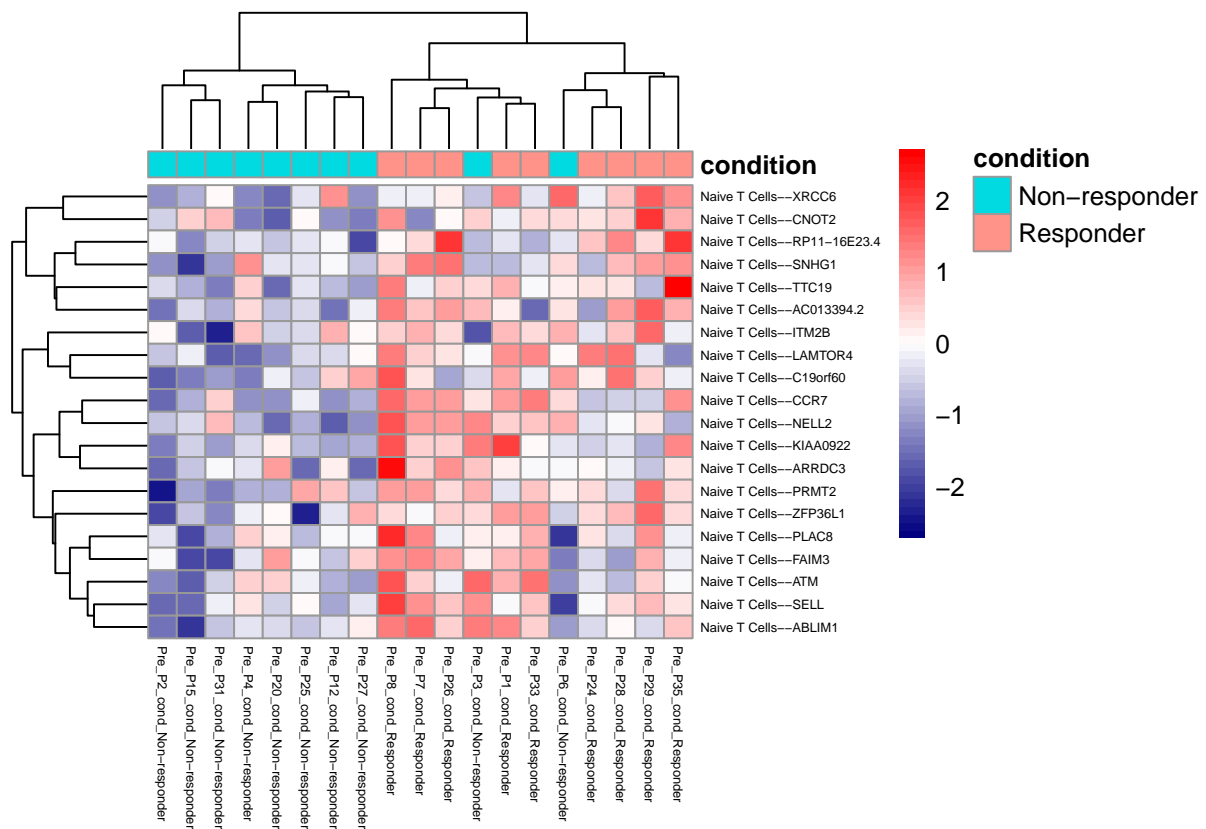 condition
Naive T Cells--XRCC6
Naive T Cells--CNOT2
Naive T Cells--RP11-16E23.4
Naive T Cells--SNHG1
Naive T Cells--TTC19
Naive T Cells--AC013394.2
Naive T Cells--ITM2B
Naive T Cells--LAMTOR4
Naive T Cells--C19orf60
Naive T Cells--CCR7
Naive T Cells--NELL2
Naive T Cells--KIAA0922
Naive T Cells--ARRDC3
Naive T Cells--PRMT2
Naive T Cells--ZFP36L1
Naive T Cells--PLAC8
Naive T Cells--FAIM3
Naive T Cells--ATM
Naive T Cells--SELL
Naive T Cells--ABLIM1
Pre_P2_cond_Non-responder
Pre_P15_cond_Non-responder
Pre_P31_cond_Non-responder
Pre_P4_cond_Non-responder
Pre_P20_cond_Non-responder
Pre_P25_cond_Non-responder
Pre_P12_cond_Non-responder
Pre_P27_cond_Non-responder
Pre_P8_cond_Responder
Pre_P7_cond_Responder
Pre_P26_cond_Responder
Pre_P3_cond_Non-responder
Pre_P1_cond_Responder
Pre_P33_cond_Responder
Pre_P6_cond_Non-responder
Pre_P24_cond_Responder
Pre_P28_cond_Responder
Pre_P29_cond_Responder
Pre_P35_cond_Responder
2
1
0
-1
-2
condition
Non-responder
Responder